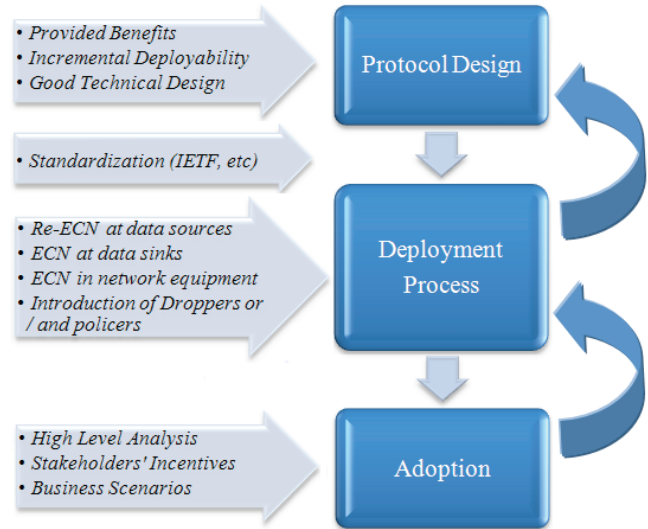 • Provided Benefits
• Incremental Deployability
• Good Technical Design
Protocol Design
• Standardization (IETF, etc)
• Re-ECN at data sources
• ECN at data sinks
• ECN in network equipment
• Introduction of Droppers or
/ and policers
Deployment
Process
• High Level Analysis
• Stakeholders' Incentives
• Business Scenarios
Adoption